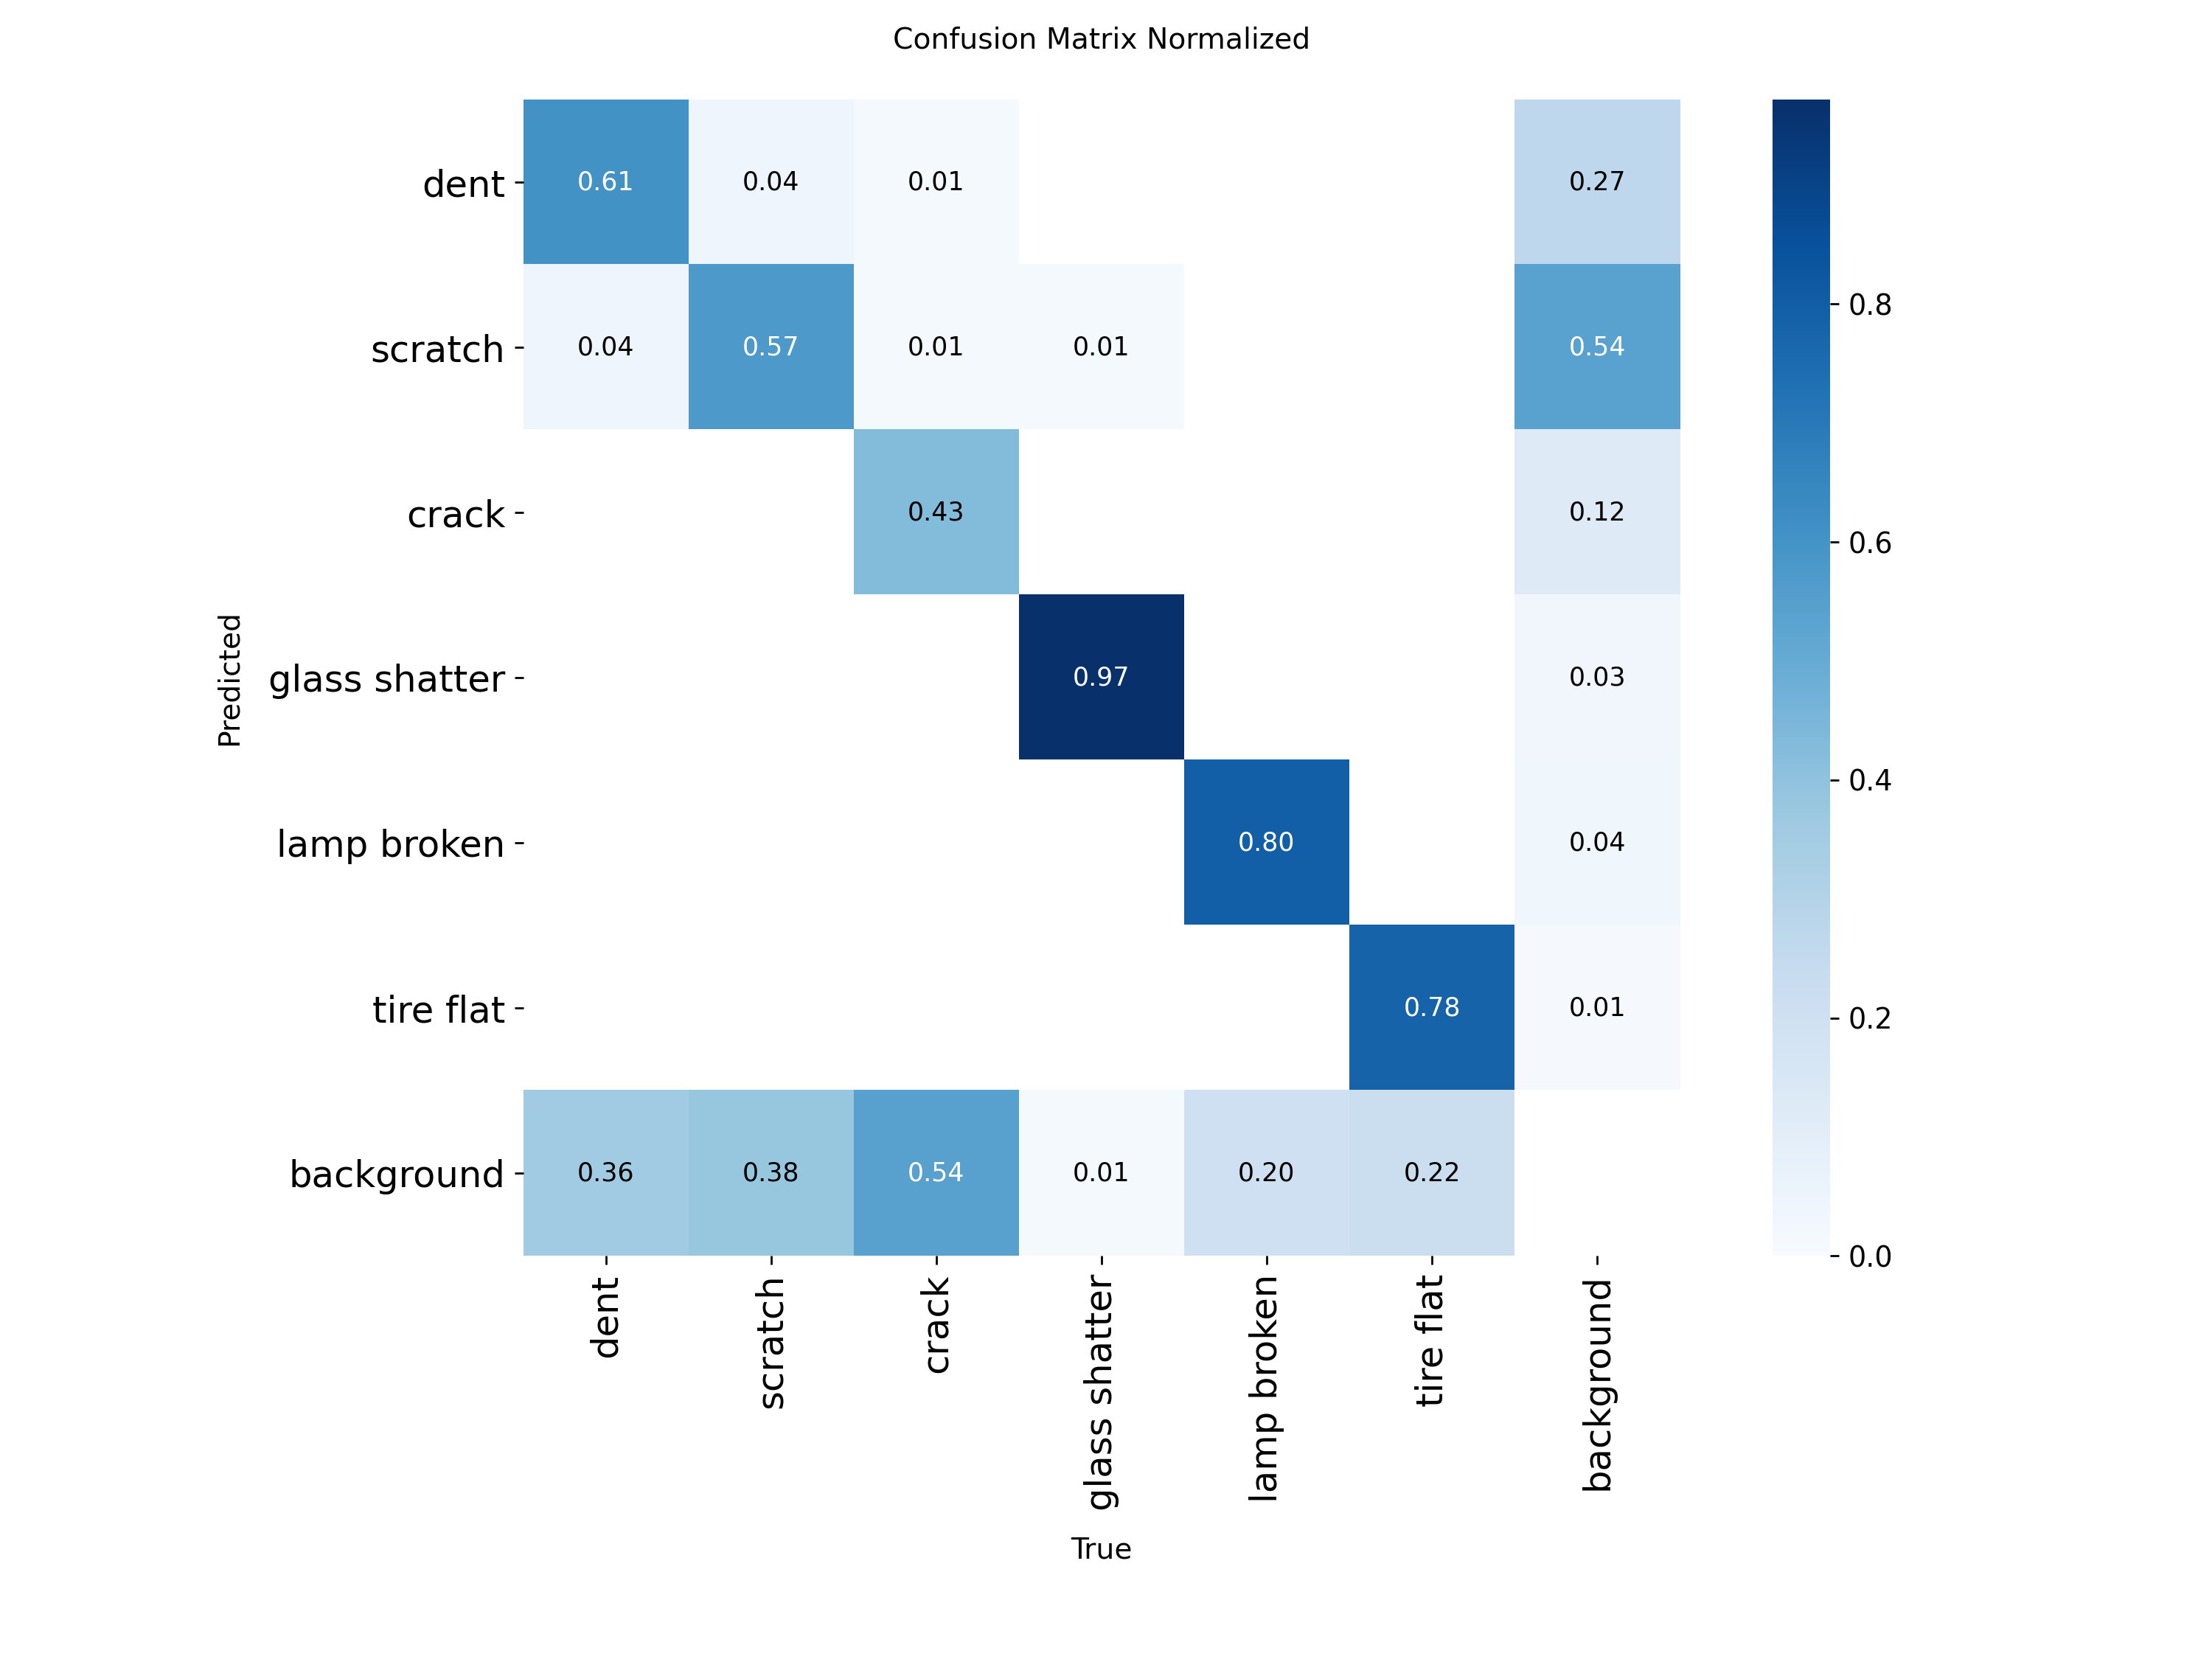 Confusion Matrix Normalized
dent 0.61 0.04 0.01 0.27
scratch 0.04 0.57 0.01 0.01 0.54
crack 0.43 0.12
glass shatter 0.97 0.03
lamp broken 0.80 0.04
tire flat 0.78 0.01
background 0.36 0.38 0.54 0.01 0.20 0.22
Predicted
dent scratch crack glass shatter lamp broken tire flat background
True
0.8
0.6
0.4
0.2
0.0